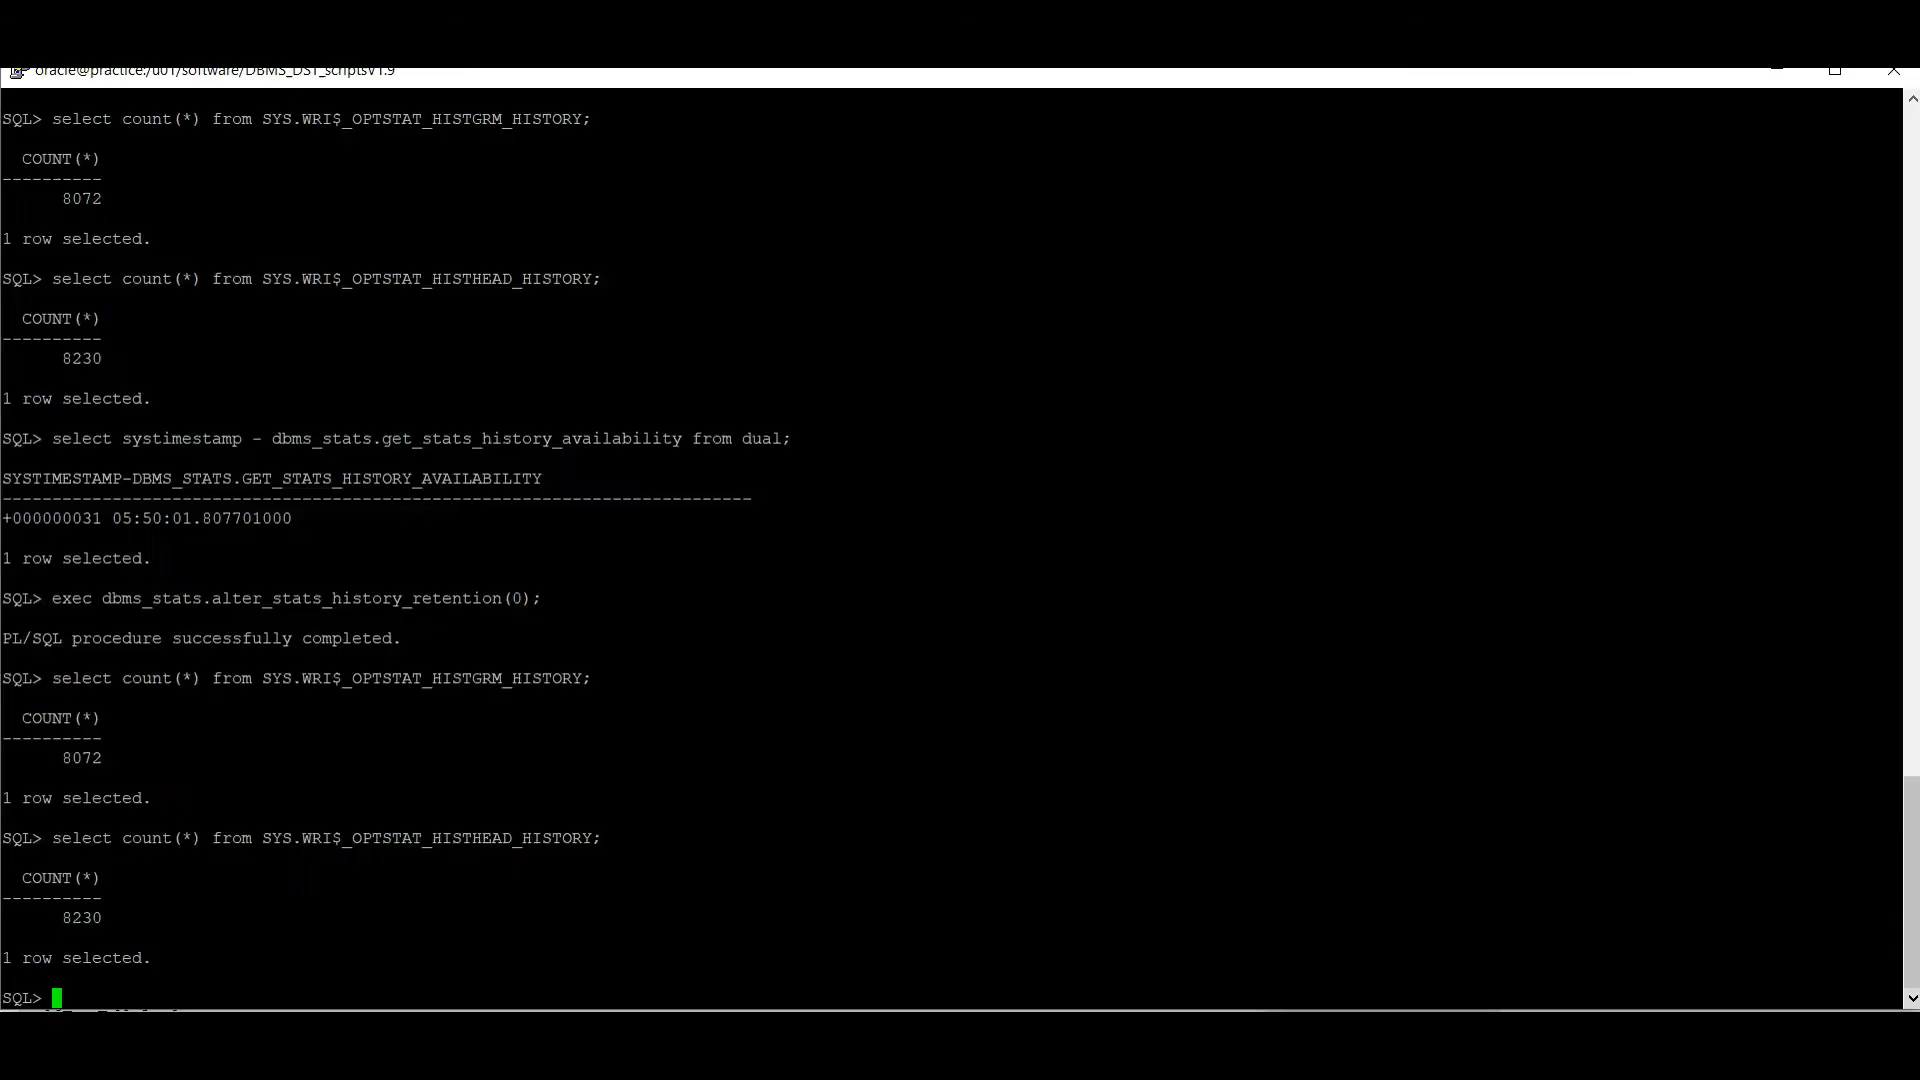 oracle@practice:/u01/software/DBMS_DST_scriptsV1.9
SQL> select count(*) from SYS.WRI$_OPTSTAT_HISTGRM_HISTORY;
COUNT(*)
----------
8072
1 row selected.
SQL> select count(*) from SYS.WRI$_OPTSTAT_HISTHEAD_HISTORY;
COUNT(*)
----------
8230
1 row selected.
SQL> select systimestamp - dbms_stats.get_stats_history_availability from dual;
SYSTIMESTAMP-DBMS_STATS.GET_STATS_HISTORY_AVAILABILITY
---------------------------------------------------------------------------
+000000031 05:50:01.807701000
1 row selected.
SQL> exec dbms_stats.alter_stats_history_retention(0);
PL/SQL procedure successfully completed.
SQL> select count(*) from SYS.WRI$_OPTSTAT_HISTGRM_HISTORY;
COUNT(*)
----------
8072
1 row selected.
SQL> select count(*) from SYS.WRI$_OPTSTAT_HISTHEAD_HISTORY;
COUNT(*)
----------
8230
1 row selected.
SQL>